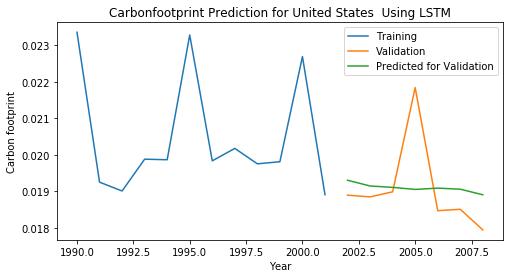 Carbonfootprint Prediction for United States  Using LSTM
Training
Validation
Predicted for Validation
Carbon footprint
0.023
0.022
0.021
0.020
0.019
0.018
1990.0 1992.5 1995.0 1997.5 2000.0 2002.5 2005.0 2007.5
Year